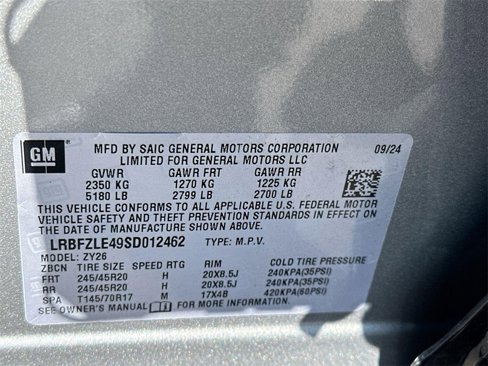 GM
MFD BY SAIC GENERAL MOTORS CORPORATION 09/24
LIMITED FOR GENERAL MOTORS LLC
GVWR GAWR FRT GAWR RR
2350 KG 1270 KG 1225 KG
5180 LB 2799 LB 2700 LB
THIS VEHICLE CONFORMS TO ALL APPLICABLE U.S. FEDERAL MOTOR
VEHICLE SAFETY AND THEFT PREVENTION STANDARDS IN EFFECT ON
THE DATE OF MANUFACTURE SHOWN ABOVE.
LRBFZLE49SD012462 TYPE: M.P.V.
MODEL: ZY26
ZBCN TIRE SIZE SPEED RTG RIM COLD TIRE PRESSURE
FRT 245/45R20 H 20X8.5J 240KPA(35PSI)
RR 245/45R20 H 20X8.5J 240KPA(35PSI)
SPA T145/70R17 M 17X4B 420KPA(60PSI)
SEE OWNER'S MANUAL FOR MORE INFORMATION.